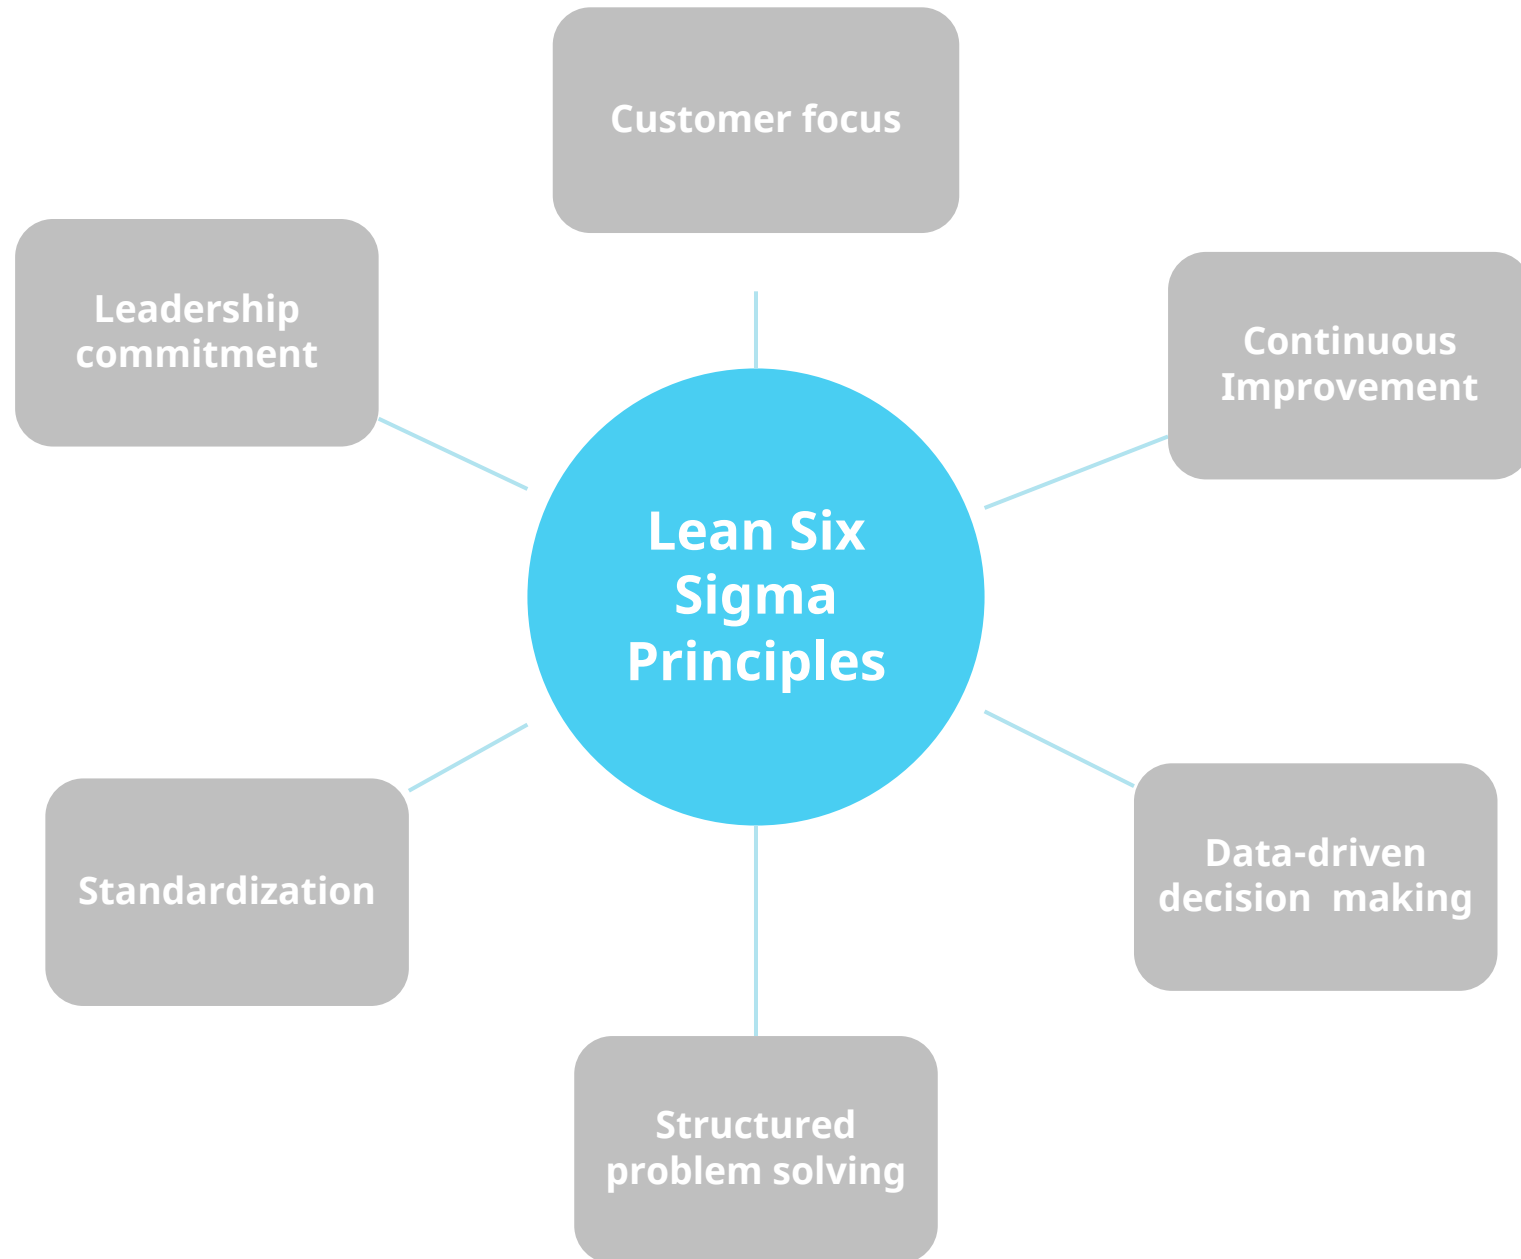 Customer focus
Leadership
commitment
Continuous
Improvement
Lean Six
Sigma
Principles
Standardization
Data-driven
decision  making
Structured
problem solving